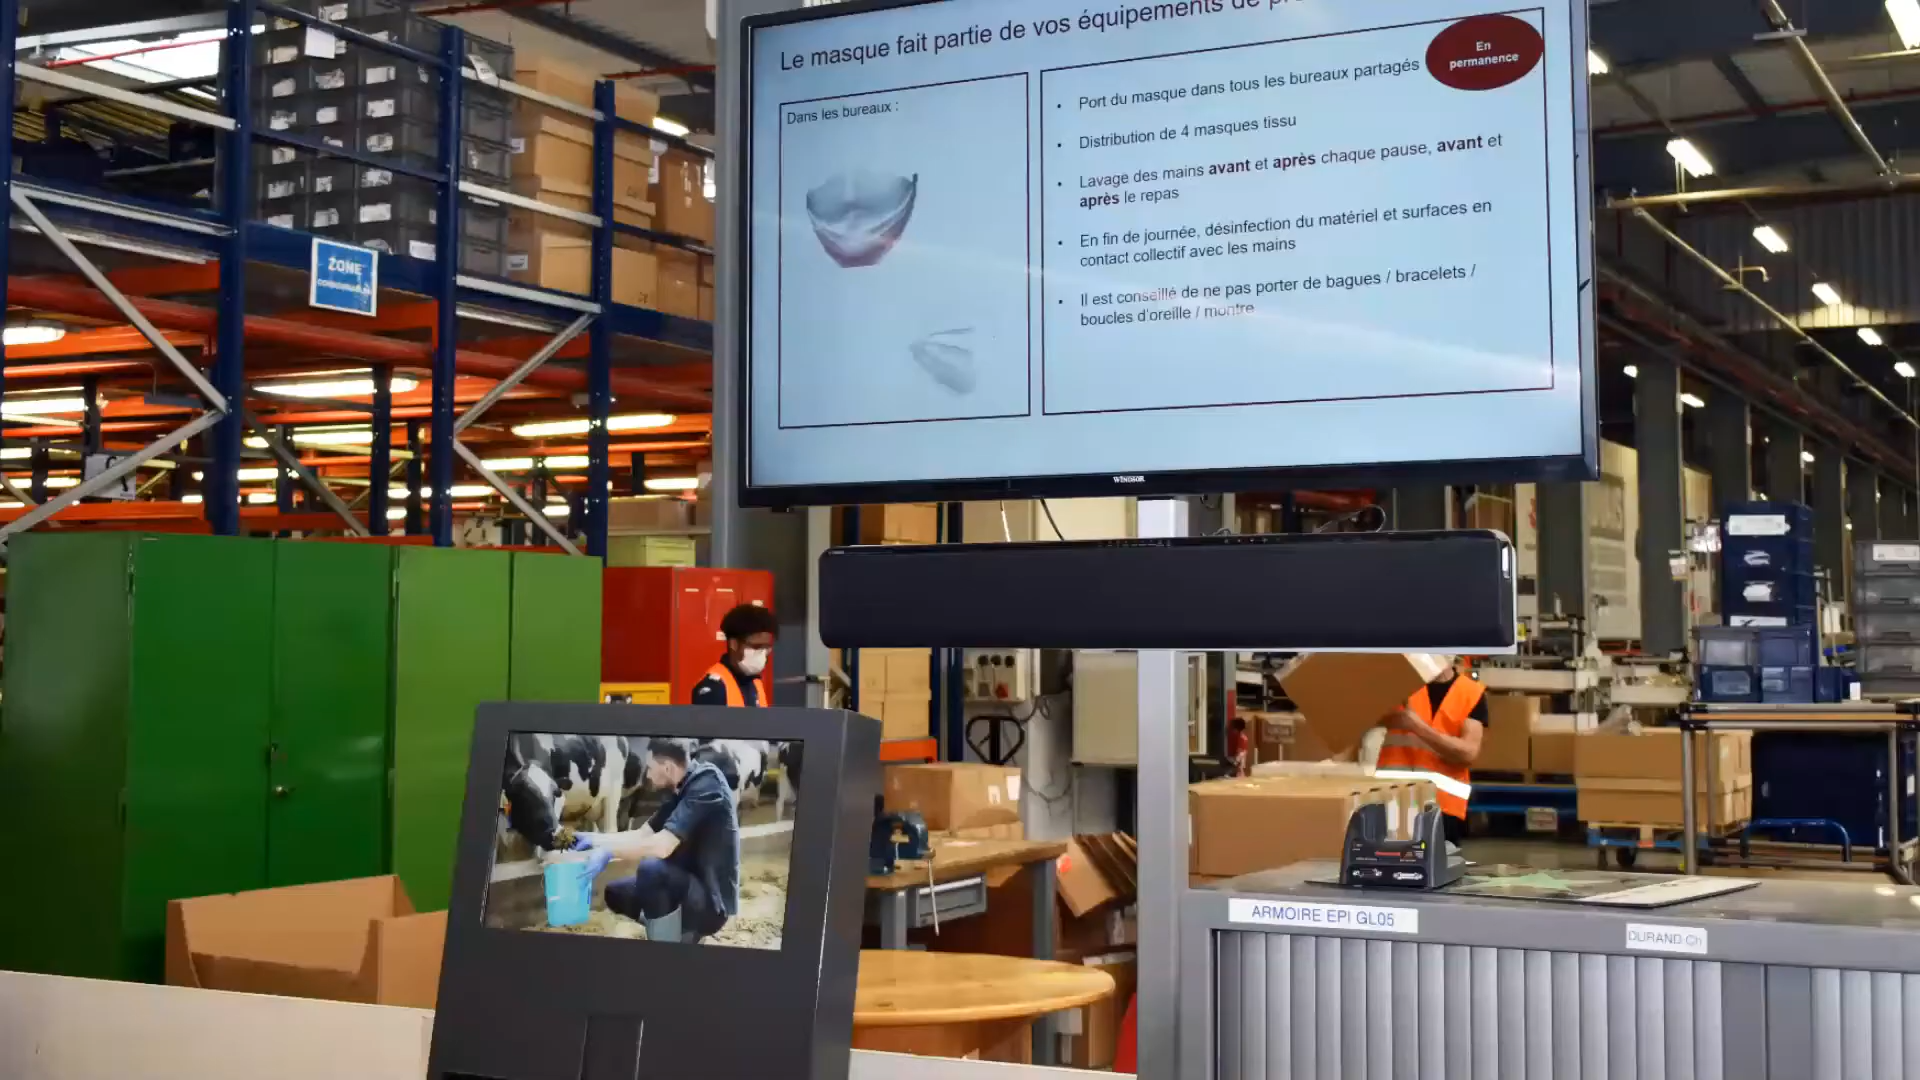 Le masque fait partie de vos équipements de
En
permanence
Dans les bureaux :
• Port du masque dans tous les bureaux partagés
• Distribution de 4 masques tissu
• Lavage des mains avant et après chaque pause, avant et
après le repas
• En fin de journée, désinfection du matériel et surfaces en
contact collectif avec les mains
• Il est conseillé de ne pas porter de bagues / bracelets /
boucles d'oreille / montre
WINDSOR
ZONE
ARMOIRE EPI GL05
DURAND Ch